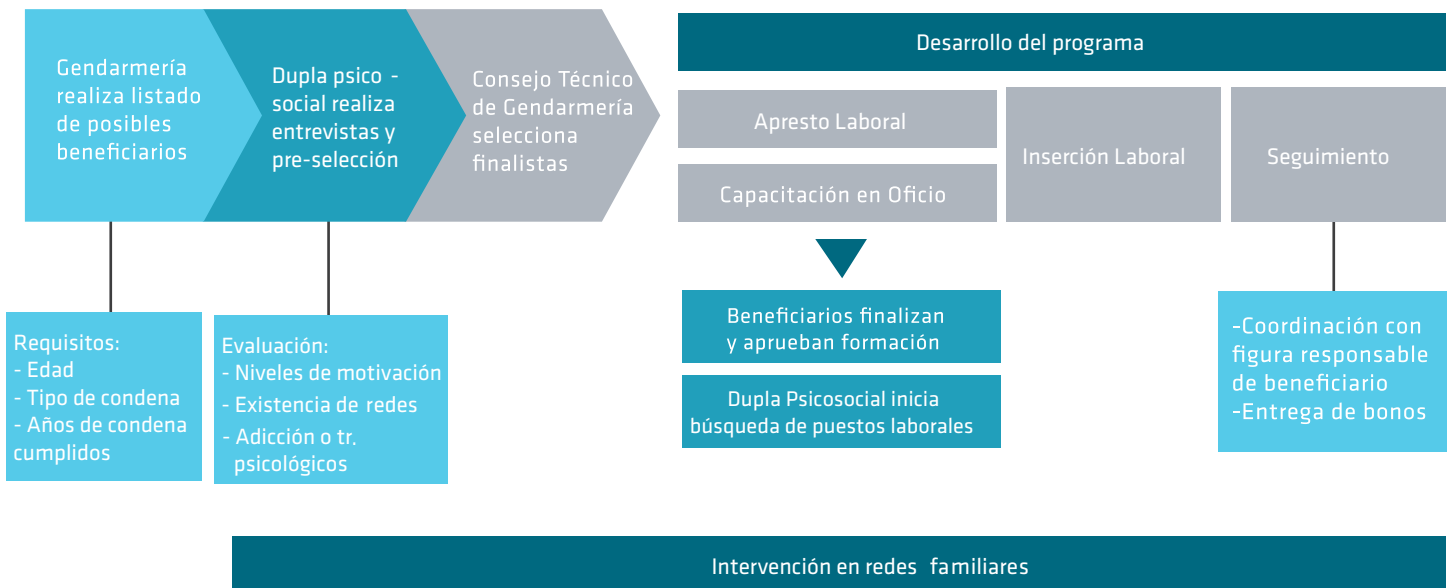 Gendarmería
realiza listado
de posibles
beneficiarios
Dupla psico -
social realiza
entrevistas y
pre-selección
Consejo Técnico
de Gendarmería
selecciona
finalistas
Desarrollo del programa
Apresto Laboral
Capacitación en Oficio
Inserción Laboral
Seguimiento
Requisitos:
- Edad
- Tipo de condena
- Años de condena
cumplidos
Evaluación:
- Niveles de motivación
- Existencia de redes
- Adicción o tr.
psicológicos
Beneficiarios finalizan
y aprueban formación
Dupla Psicosocial inicia
búsqueda de puestos laborales
-Coordinación con
figura responsable
de beneficiario
-Entrega de bonos
Intervención en redes familiares